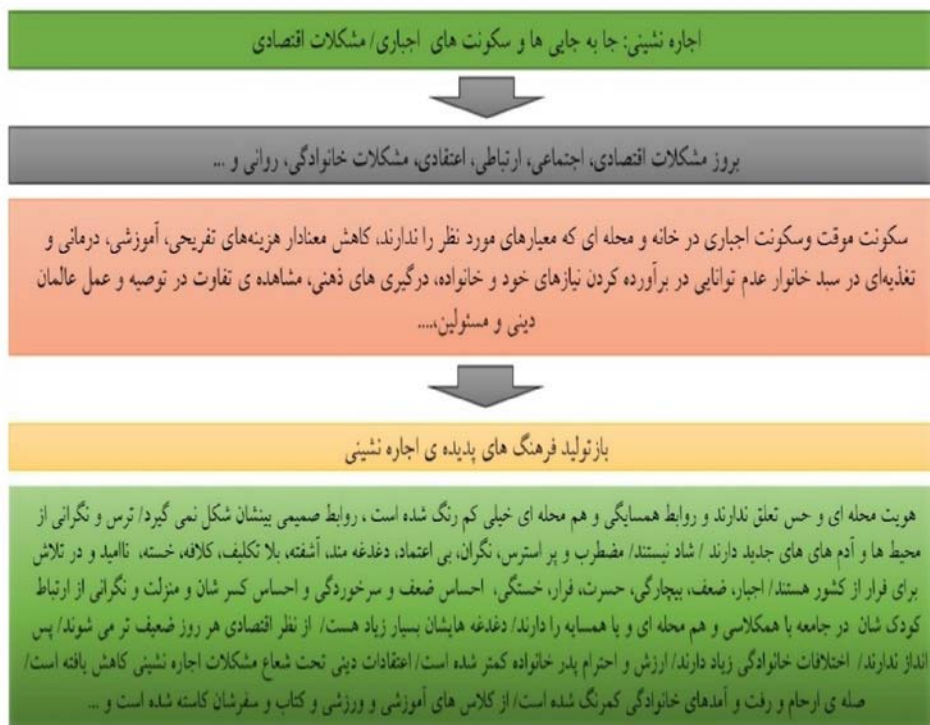 اجاره نشینی: جا به جایی ها و سکونت های اجباری/ مشکلات اقتصادی
بروز مشکلات اقتصادی، اجتماعی، ارتباطی، اعتقادی، مشکلات خانوادگی، روانی و ...
سکونت موقت وسکونت اجباری در خانه و محله ای که معیارهای مورد نظر را ندارند، کاهش معنادار هزینه‌های تفریحی، آموزشی، درمانی و
تغذیه‌ای در سبد خانوار عدم توانایی در برآورده کردن نیازهای خود و خانواده، درگیری های ذهنی، مشاهده ی تفاوت در توصیه و عمل عالمان
دینی و مسئولین،....
بازتولید فرهنگ های پدیده ی اجاره نشینی
هویت محله ای و حس تعلق ندارند و روابط همسایگی و هم محله ای خیلی کم رنگ شده است ، روابط صمیمی بینشان شکل نمی گیرد/ ترس و نگرانی از
محیط ها و آدم های های جدید دارند / شاد نیستند/ مضطرب و پر استرس، نگران، بی اعتماد، دغدغه مند، آشفته، بلا تکلیف، کلافه، خسته، ناامید و در تلاش
برای فرار از کشور هستند/ اجبار، ضعف، بیچارگی، حسرت، فرار، خستگی، احساس ضعف و سرخوردگی و احساس کسر شان و منزلت و نگرانی از ارتباط
کودک شان در جامعه با همکلاسی و هم محله ای و یا همسایه را دارند/ دغدغه هایشان بسیار زیاد هست/ از نظر اقتصادی هر روز ضعیف تر می شوند/ پس
انداز ندارند/ اختلافات خانوادگی زیاد دارند/ ارزش و احترام پدر خانواده کمتر شده است/ اعتقادات دینی تحت شعاع مشکلات اجاره نشینی کاهش یافته است/
صله ی ارحام و رفت و آمدهای خانوادگی کمرنگ شده است/ از کلاس های آموزشی و ورزشی و کتاب و سفرشان کاسته شده است و ...